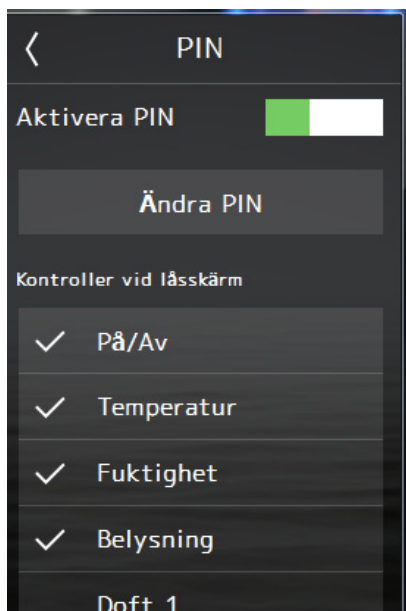 PIN
Aktivera PIN
Ändra PIN
Kontroller vid låsskärm
På/Av
Temperatur
Fuktighet
Belysning
Doft 1